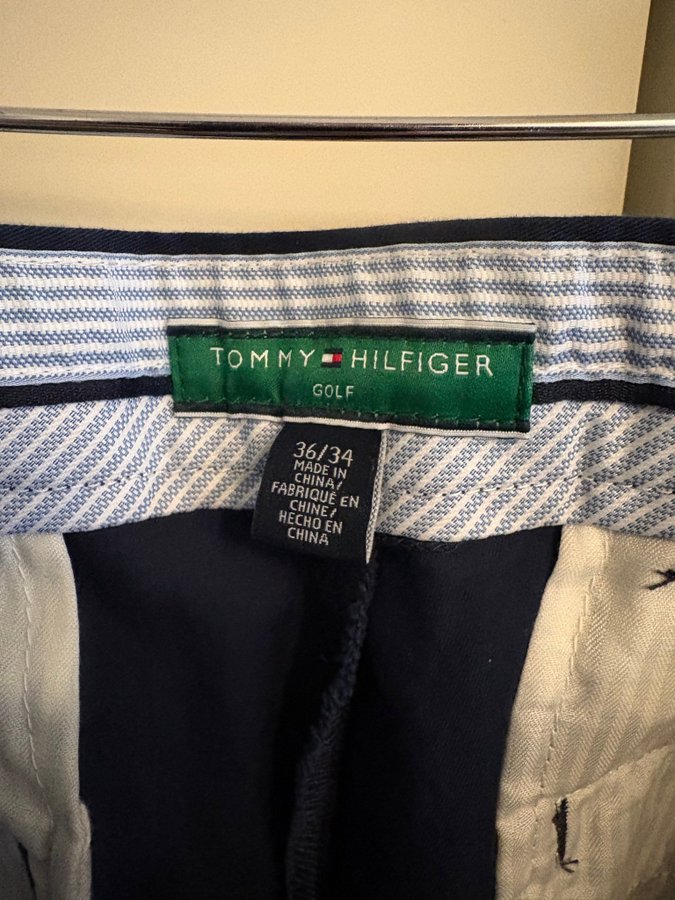 TOMMY HILFIGER
GOLF
36/34
MADE IN
CHINA/
FABRIQUÉ EN
CHINE/
HECHO EN
CHINA